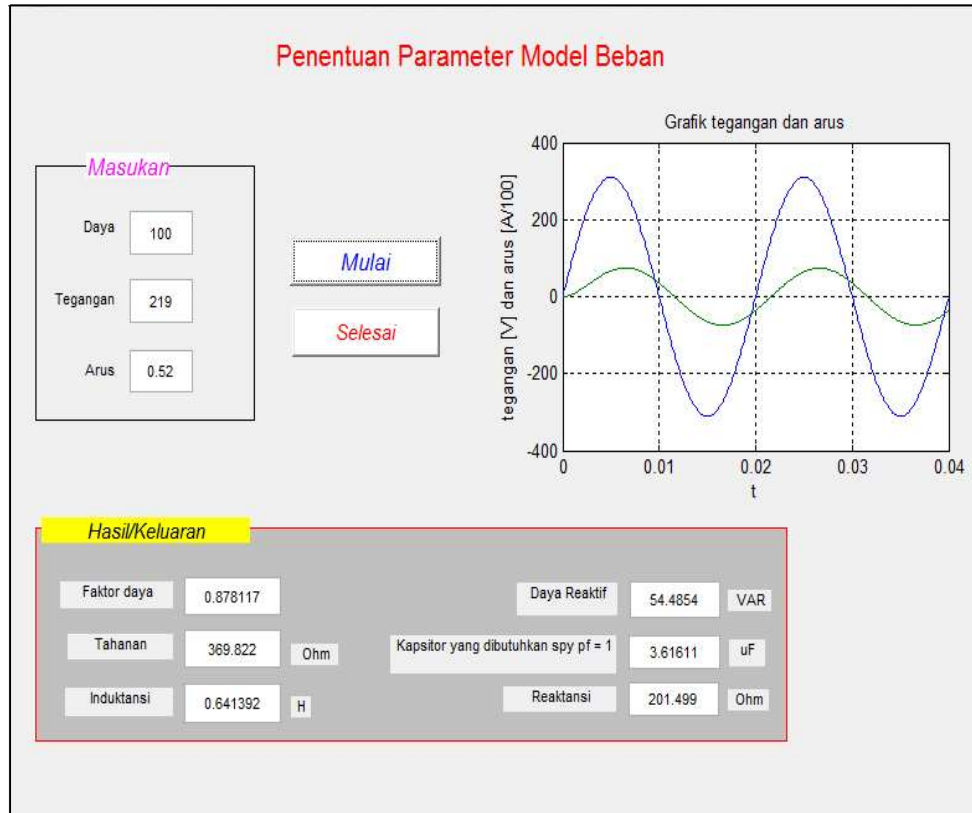 Penentuan Parameter Model Beban
Masukan
Daya 100
Tegangan 219
Arus 0.52
Mulai
Selesai
Grafik tegangan dan arus
tegangan [V] dan arus [A/100]
400
200
0
-200
-400
0 0.01 0.02 0.03 0.04
t
Hasil/Keluaran
Faktor daya 0.878117
Tahanan 369.822 Ohm
Induktansi 0.641392 H
Daya Reaktif 54.4854 VAR
Kapsitor yang dibutuhkan spy pf = 1 3.61611 uF
Reaktansi 201.499 Ohm